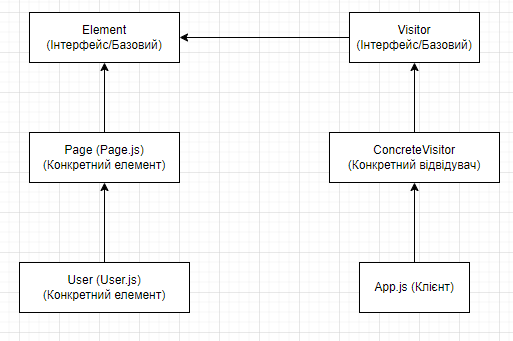 Element
(Інтерфейс/Базовий)
Visitor
(Інтерфейс/Базовий)
Page (Page.js)
(Конкретний елемент)
ConcreteVisitor
(Конкретний відвідувач)
User (User.js)
(Конкретний елемент)
App.js (Клієнт)